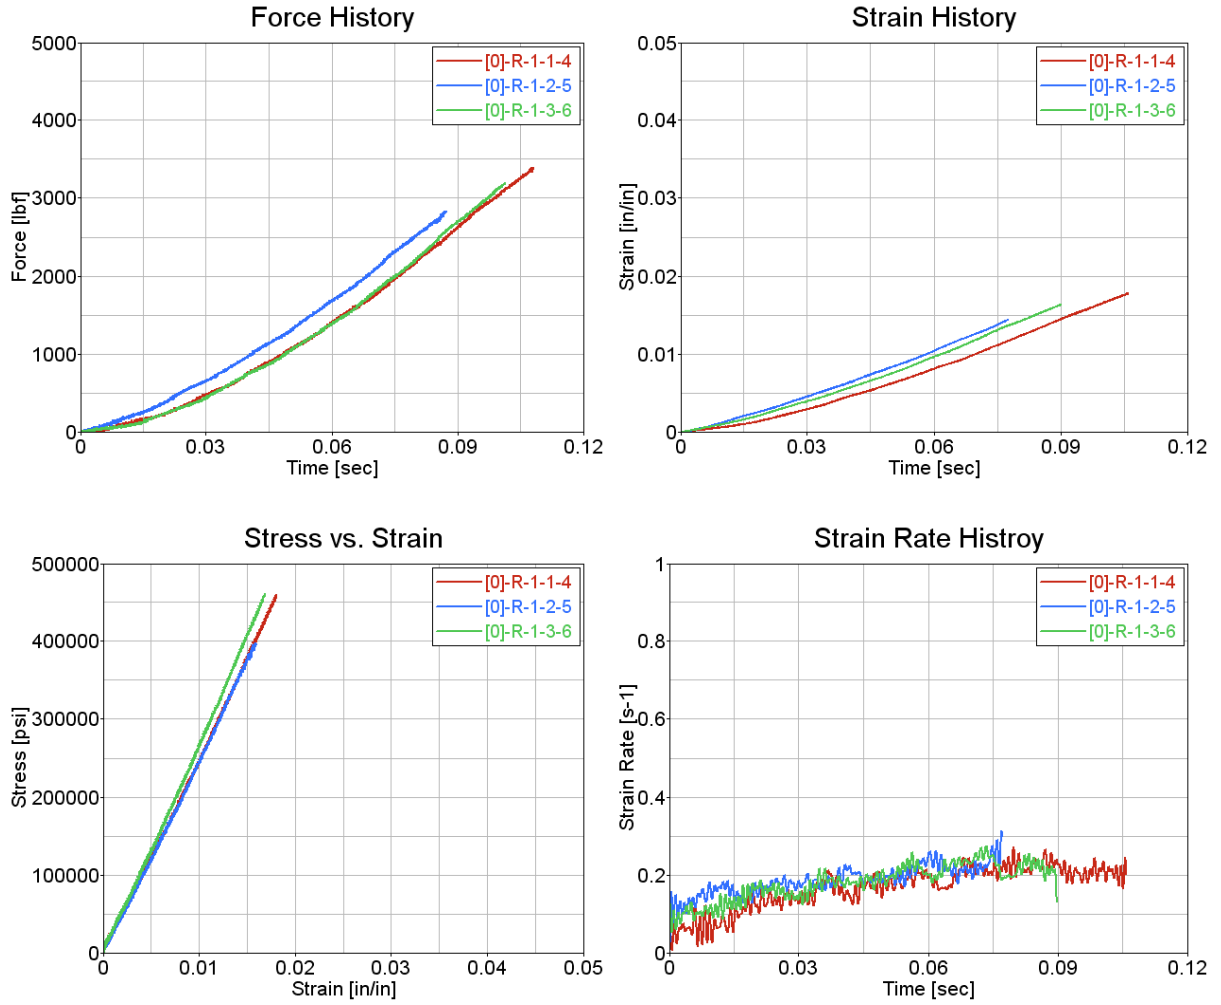 Force History
5000
4000
3000
2000
1000
0
Force [lbf]
[0]-R-1-1-4
[0]-R-1-2-5
[0]-R-1-3-6
0 0.03 0.06 0.09 0.12
Time [sec]
Strain History
0.05
0.04
0.03
0.02
0.01
0
Strain [in/in]
[0]-R-1-1-4
[0]-R-1-2-5
[0]-R-1-3-6
0 0.03 0.06 0.09 0.12
Time [sec]
Stress vs. Strain
500000
400000
300000
200000
100000
0
Stress [psi]
[0]-R-1-1-4
[0]-R-1-2-5
[0]-R-1-3-6
0 0.01 0.02 0.03 0.04 0.05
Strain [in/in]
Strain Rate Histroy
1
0.8
0.6
0.4
0.2
0
Strain Rate [s-1]
[0]-R-1-1-4
[0]-R-1-2-5
[0]-R-1-3-6
0 0.03 0.06 0.09 0.12
Time [sec]